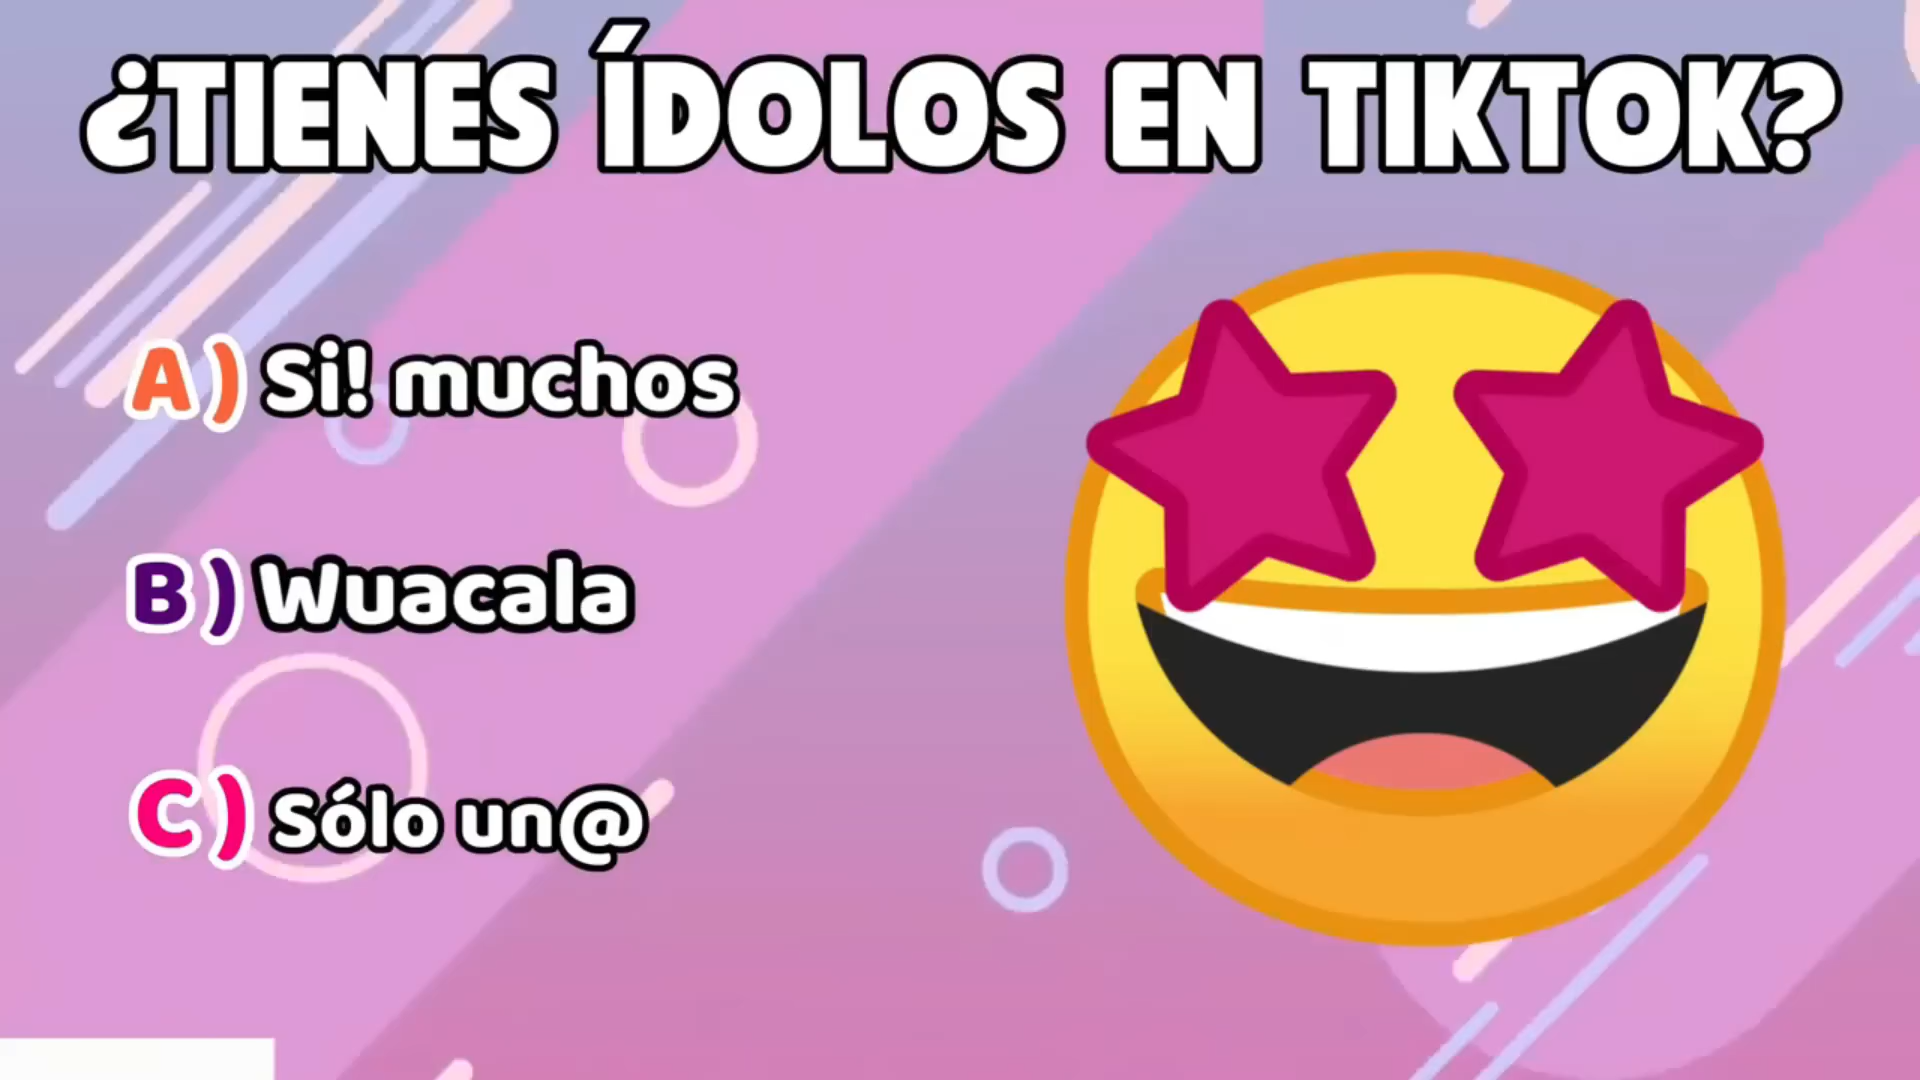 ¿TIENES ÍDOLOS EN TIKTOK?
A) Si! muchos
B) Wuacala
C) Sólo un@